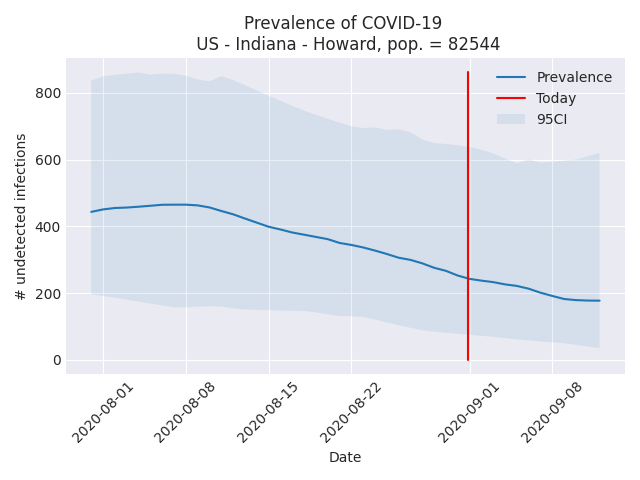 Prevalence of COVID-19
US - Indiana - Howard, pop. = 82544
Prevalence
Today
95CI
# undetected infections
800
600
400
200
0
2020-08-01
2020-08-08
2020-08-15
2020-08-22
2020-09-01
2020-09-08
Date